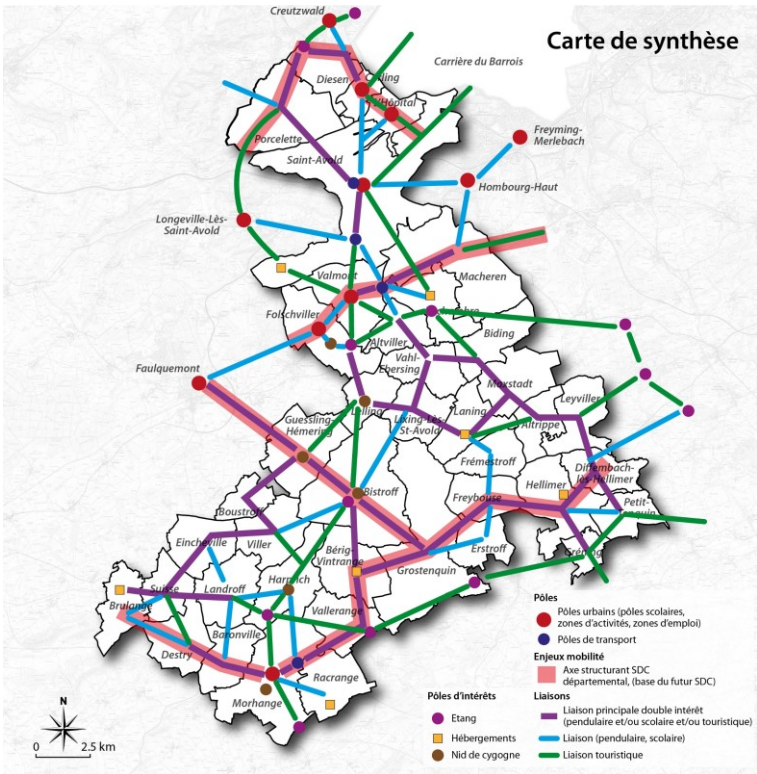 Creutzwald
Carte de synthèse
Carrière du Barrois
Diesen
Carling
L'Hôpital
Freyming-
Merlebach
Porcelette
Saint-Avold
Hombourg-Haut
Longeville-Lès-
Saint-Avold
Valmont
Macheren
Folschviller
Biding
Altviller
Faulquemont
Vahl-
Ebersing
Maxstadt
Leyviller
Lelling
Guessling-
Hémering
Lixing-Lès-
St-Avold
Laning
Altrippe
Frémestroff
Diffembach-
lès-Hellimer
Hellimer
Bistroff
Freybouse
Petit-
Tenquin
Boustroff
Eincheville
Viller
Bérig-
Vintrange
Erstroff
Gréning
Grostenquin
Harprich
Suisse
Landroff
Brulange
Vallerange
Baronville
Destry
Racrange
Morhange
N
0 2.5 km
Pôles
Pôles urbains (pôles scolaires,
zones d'activités, zones d'emploi)
Pôles de transport
Enjeux mobilité
Axe structurant SDC
départemental, (base du futur SDC)
Pôles d'intérêts
Etang
Hébergements
Nid de cygogne
Liaisons
Liaison principale double intérêt
(pendulaire et/ou scolaire et/ou touristique)
Liaison (pendulaire, scolaire)
Liaison touristique